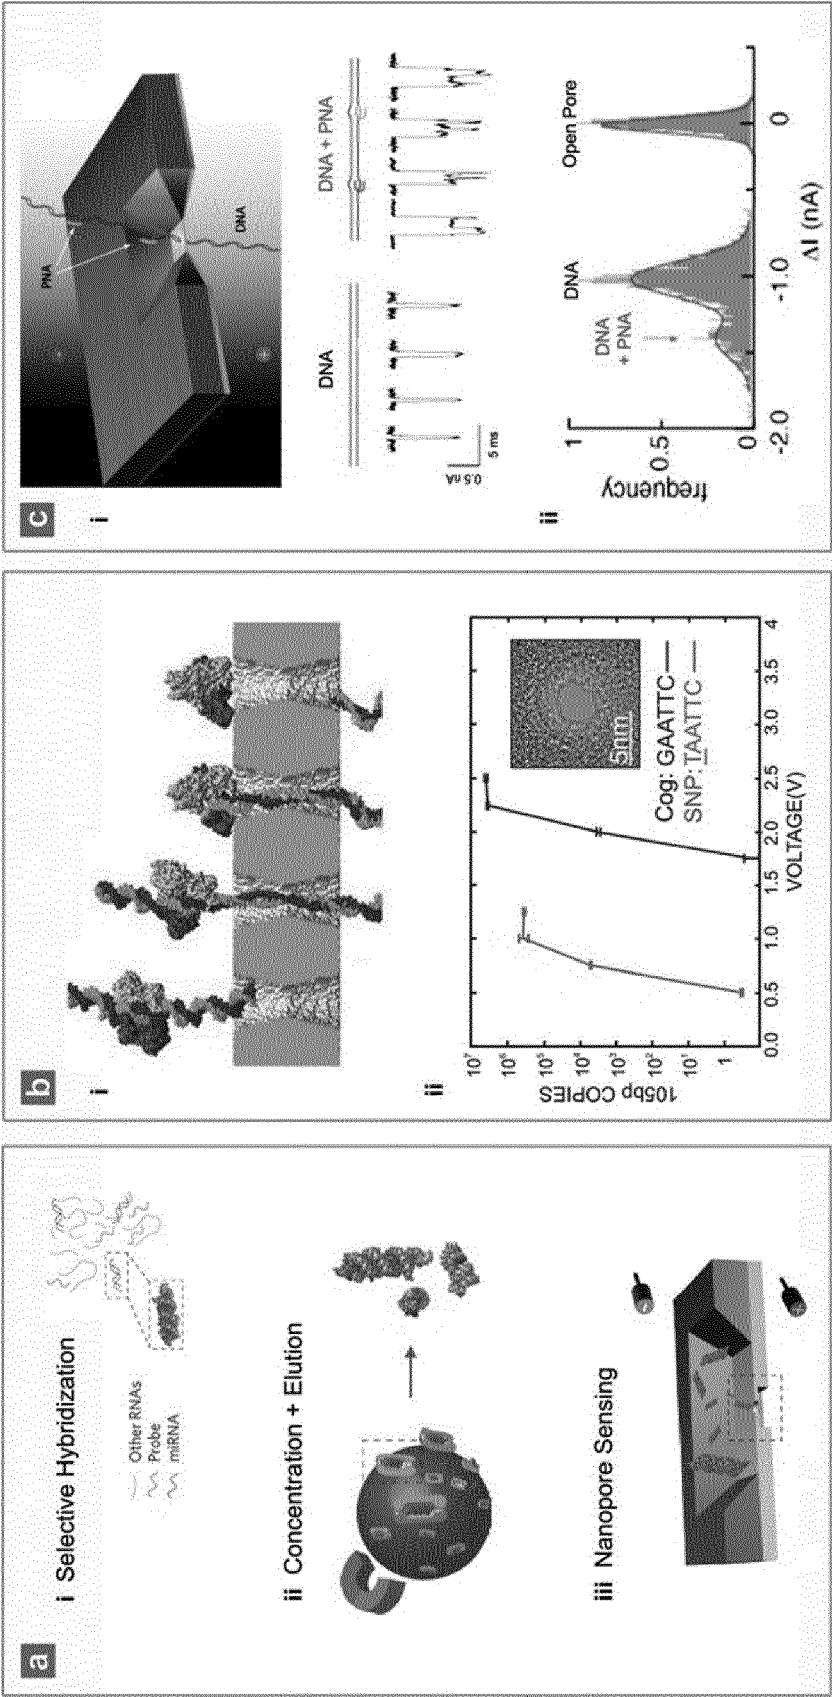 a
i Selective Hybridization
Other RNAs
Probe
miRNA
ii Concentration + Elution
iii Nanopore Sensing
b
i
ii
105bp COPIES
10⁷
10⁶
10⁵
10⁴
10³
10²
10¹
1
0.0 0.5 1.0 1.5 2.0 2.5 3.0 3.5 4
VOLTAGE(V)
5nm
Cog: GAATTC
SNP: TAATTC
c
i
PNA
DNA
DNA
DNA + PNA
0.5 nA
5 ms
ii
frequency
1
0.5
0
DNA
+ PNA
DNA
Open Pore
-2.0 -1.0 0
ΔI (nA)